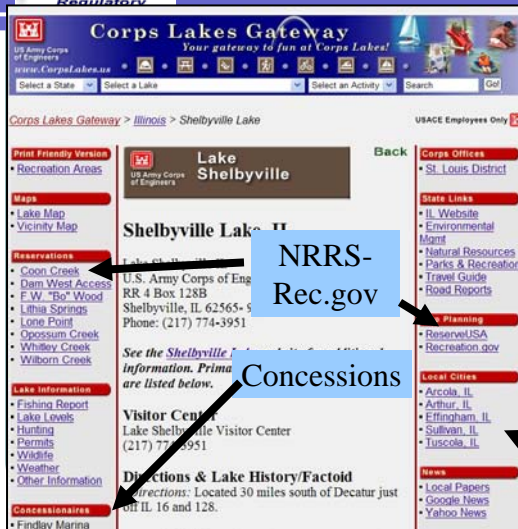 Regulatory
Corps Lakes Gateway
Your gateway to fun at Corps Lakes!
US Army Corps
of Engineers
www.CorpsLakes.us
Select a State
Select a Lake
Select an Activity
Search
Go!
Corps Lakes Gateway > Illinois > Shelbyville Lake
USACE Employees Only
Print Friendly Version
Recreation Areas
Maps
Lake Map
Vicinity Map
Reservations
Coon Creek
Dam West Access
F.W. "Bo" Wood
Lithia Springs
Lone Point
Opossum Creek
Whitley Creek
Wilborn Creek
Lake Information
Fishing Report
Lake Levels
Hunting
Permits
Wildlife
Weather
Other Information
Concessionaires
Findlay Marina
US Army Corps
of Engineers
Lake
Shelbyville
Back
Shelbyville Lake, IL
U.S. Army Corps of Eng
RR 4 Box 128B
Shelbyville, IL 62565- 9
Phone: (217) 774-3951
See the Shelbyville
information. Prima
are listed below.
Visitor Center
Lake Shelbyville Visitor Center
(217) 774-3951
Directions & Lake History/Factoid
Directions: Located 30 miles south of Decatur just
off IL 16 and 128.
NRRS-
Rec.gov
Concessions
Corps Offices
St. Louis District
State Links
IL Website
Environmental
Mgmt
Natural Resources
Parks & Recreation
Travel Guide
Road Reports
Planning
ReserveUSA
Recreation.gov
Local Cities
Arcola, IL
Arthur, IL
Effingham, IL
Sullivan, IL
Tuscola, IL
News
Local Papers
Google News
Yahoo News